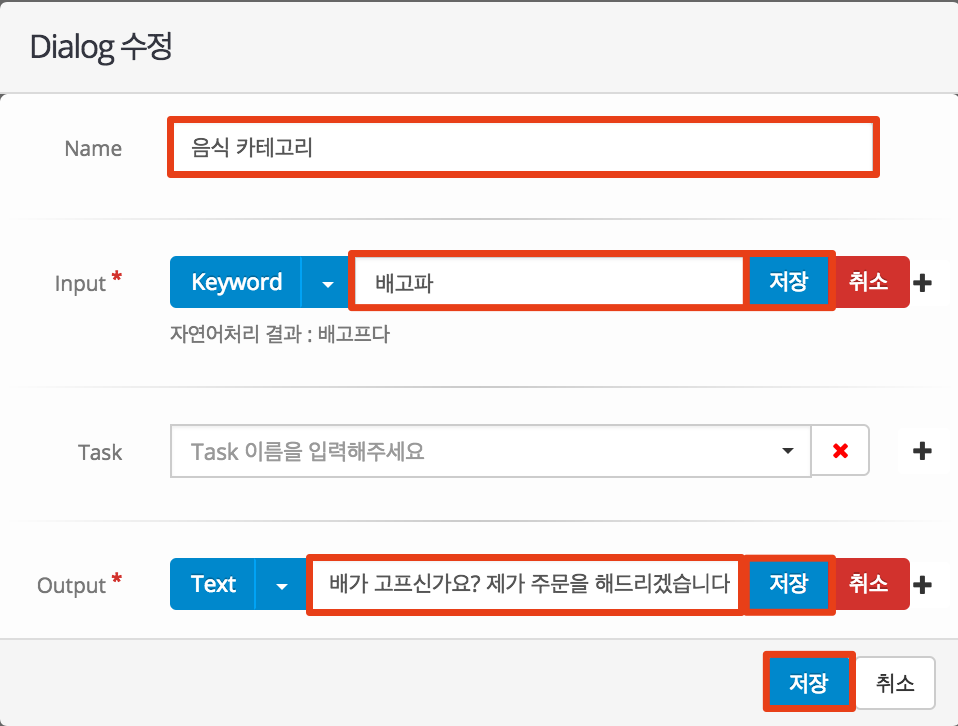 Dialog 수정
Name 음식 카테고리
Input * Keyword 배고파 저장 취소
자연어처리 결과 : 배고프다
Task Task 이름을 입력해주세요
Output * Text 배가 고프신가요? 제가 주문을 해드리겠습니다 저장 취소
저장 취소